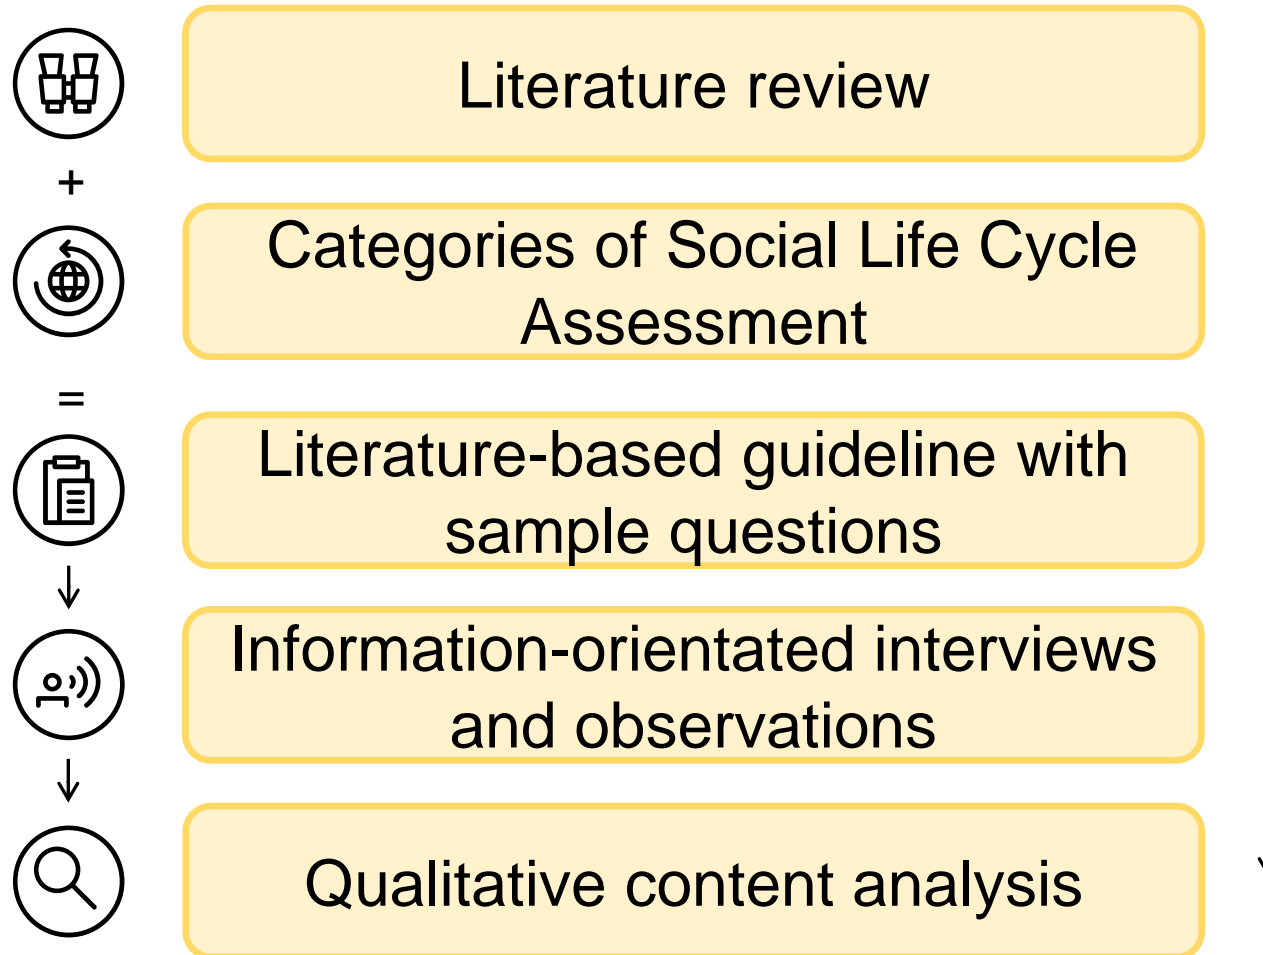 Literature review
+
Categories of Social Life Cycle
Assessment
=
Literature-based guideline with
sample questions
Information-orientated interviews
and observations
Qualitative content analysis